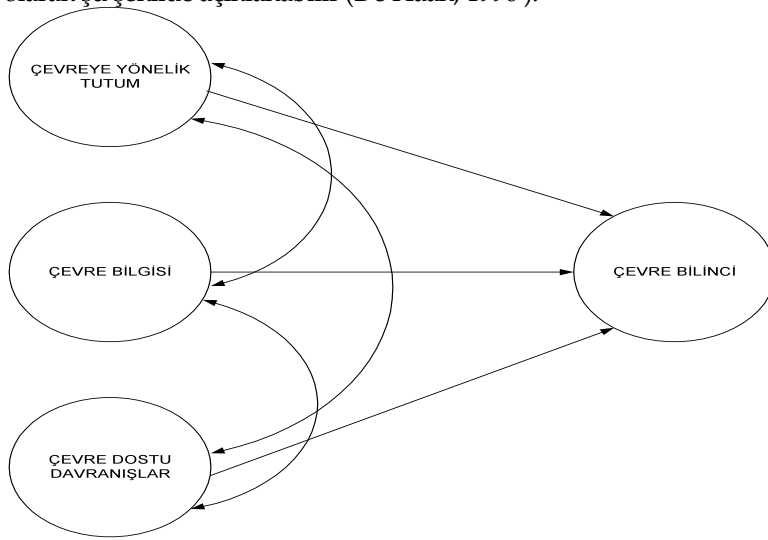 ÇEVREYE YÖNELİK
TUTUM
ÇEVRE BİLGİSİ
ÇEVRE BİLİNCİ
ÇEVRE DOSTU
DAVRANIŞLAR